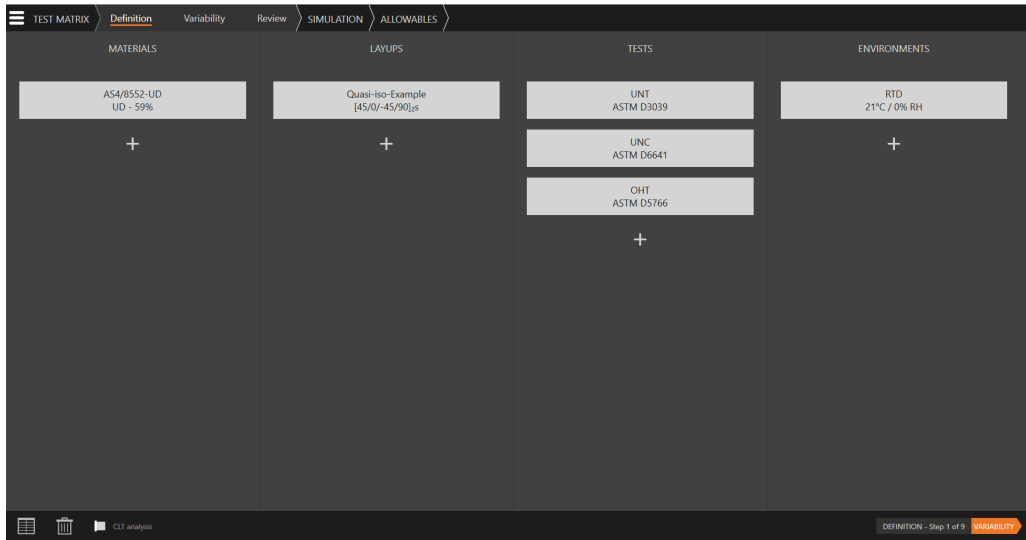 TEST MATRIX Definition Variability Review SIMULATION ALLOWABLES
MATERIALS
AS4/8552-UD
UD - 59%
+
LAYUPS
Quasi-iso-Example
[45/0/-45/90]₂s
+
TESTS
UNT
ASTM D3039
UNC
ASTM D6641
OHT
ASTM D5766
+
ENVIRONMENTS
RTD
21°C / 0% RH
+
CLT analysis
DEFINITION - Step 1 of 9 VARIABILITY